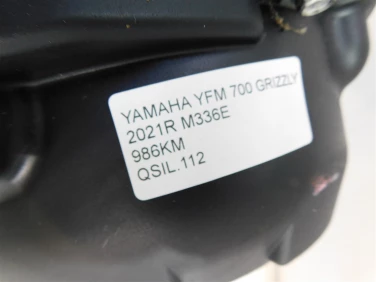 YAMAHA YFM 700 GRIZZLY
2021R M336E
986KM
QSIL.112